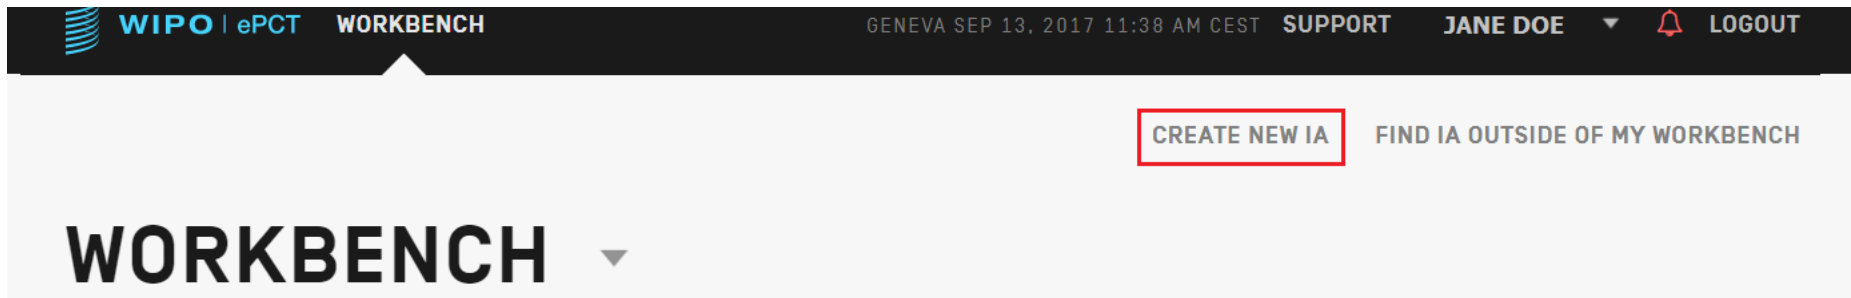 WIPO | ePCT WORKBENCH GENEVA SEP 13, 2017 11:38 AM CEST SUPPORT JANE DOE LOGOUT
CREATE NEW IA FIND IA OUTSIDE OF MY WORKBENCH
WORKBENCH